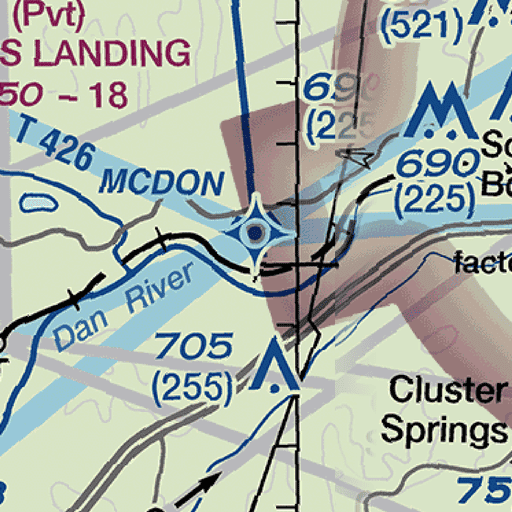 (Pvt)
S LANDING
50 - 18
(521)
69
(225
T 426
MCDON
690
(225)
So
Bo
facto
Dan River
705
(255)
Cluster
Springs
75